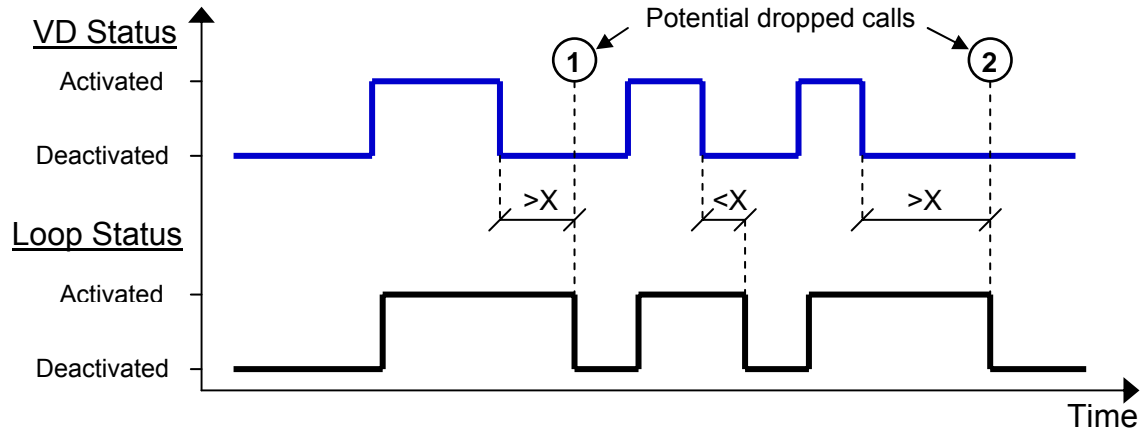 Potential dropped calls
VD Status
1
2
Activated
Deactivated
>X
<X
>X
Loop Status
Activated
Deactivated
Time